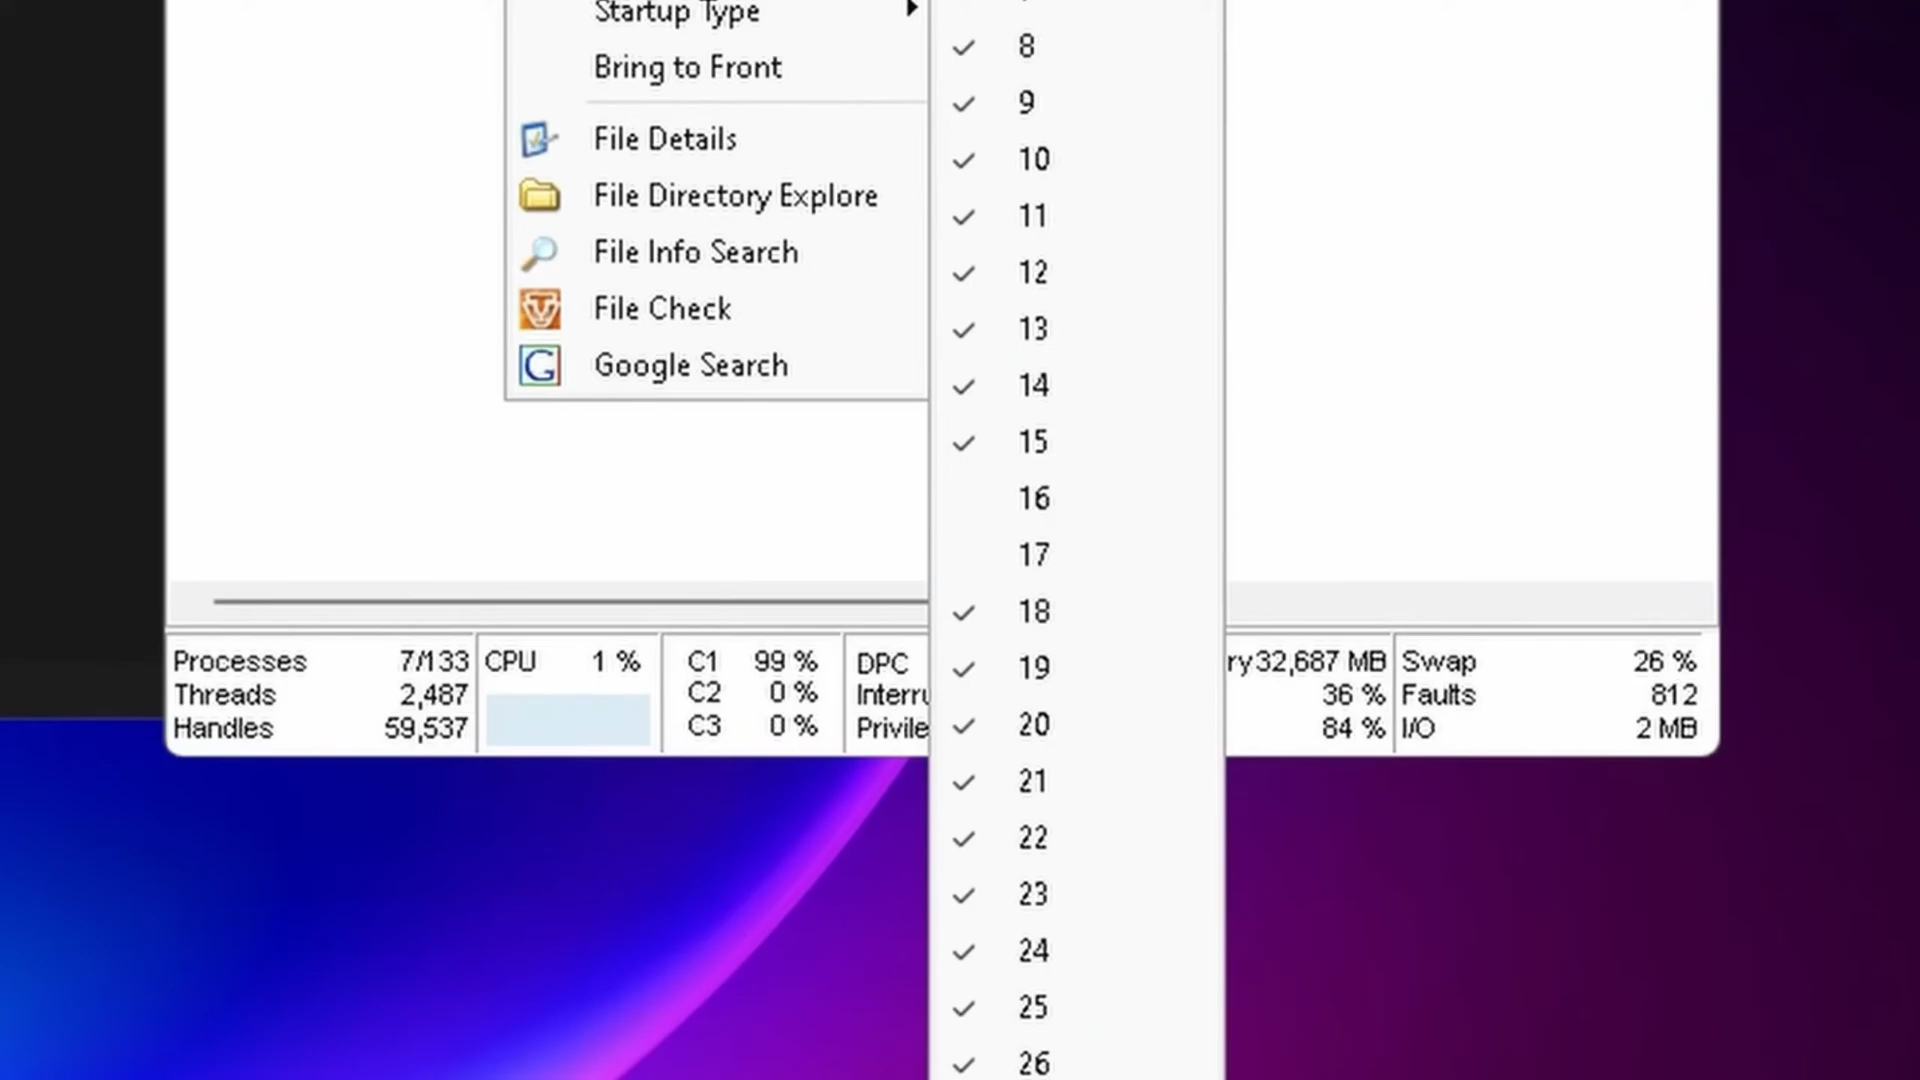 Startup Type
Bring to Front
File Details
File Directory Explore
File Info Search
File Check
Google Search
8
9
10
11
12
13
14
15
16
17
18
19
20
21
22
23
24
25
26
Processes 7/133
Threads 2,487
Handles 59,537
CPU 1 %
C1 99 %
C2 0 %
C3 0 %
DPC
Interru
Privile
ry 32,687 MB
36 %
84 %
Swap 26 %
Faults 812
I/O 2 MB